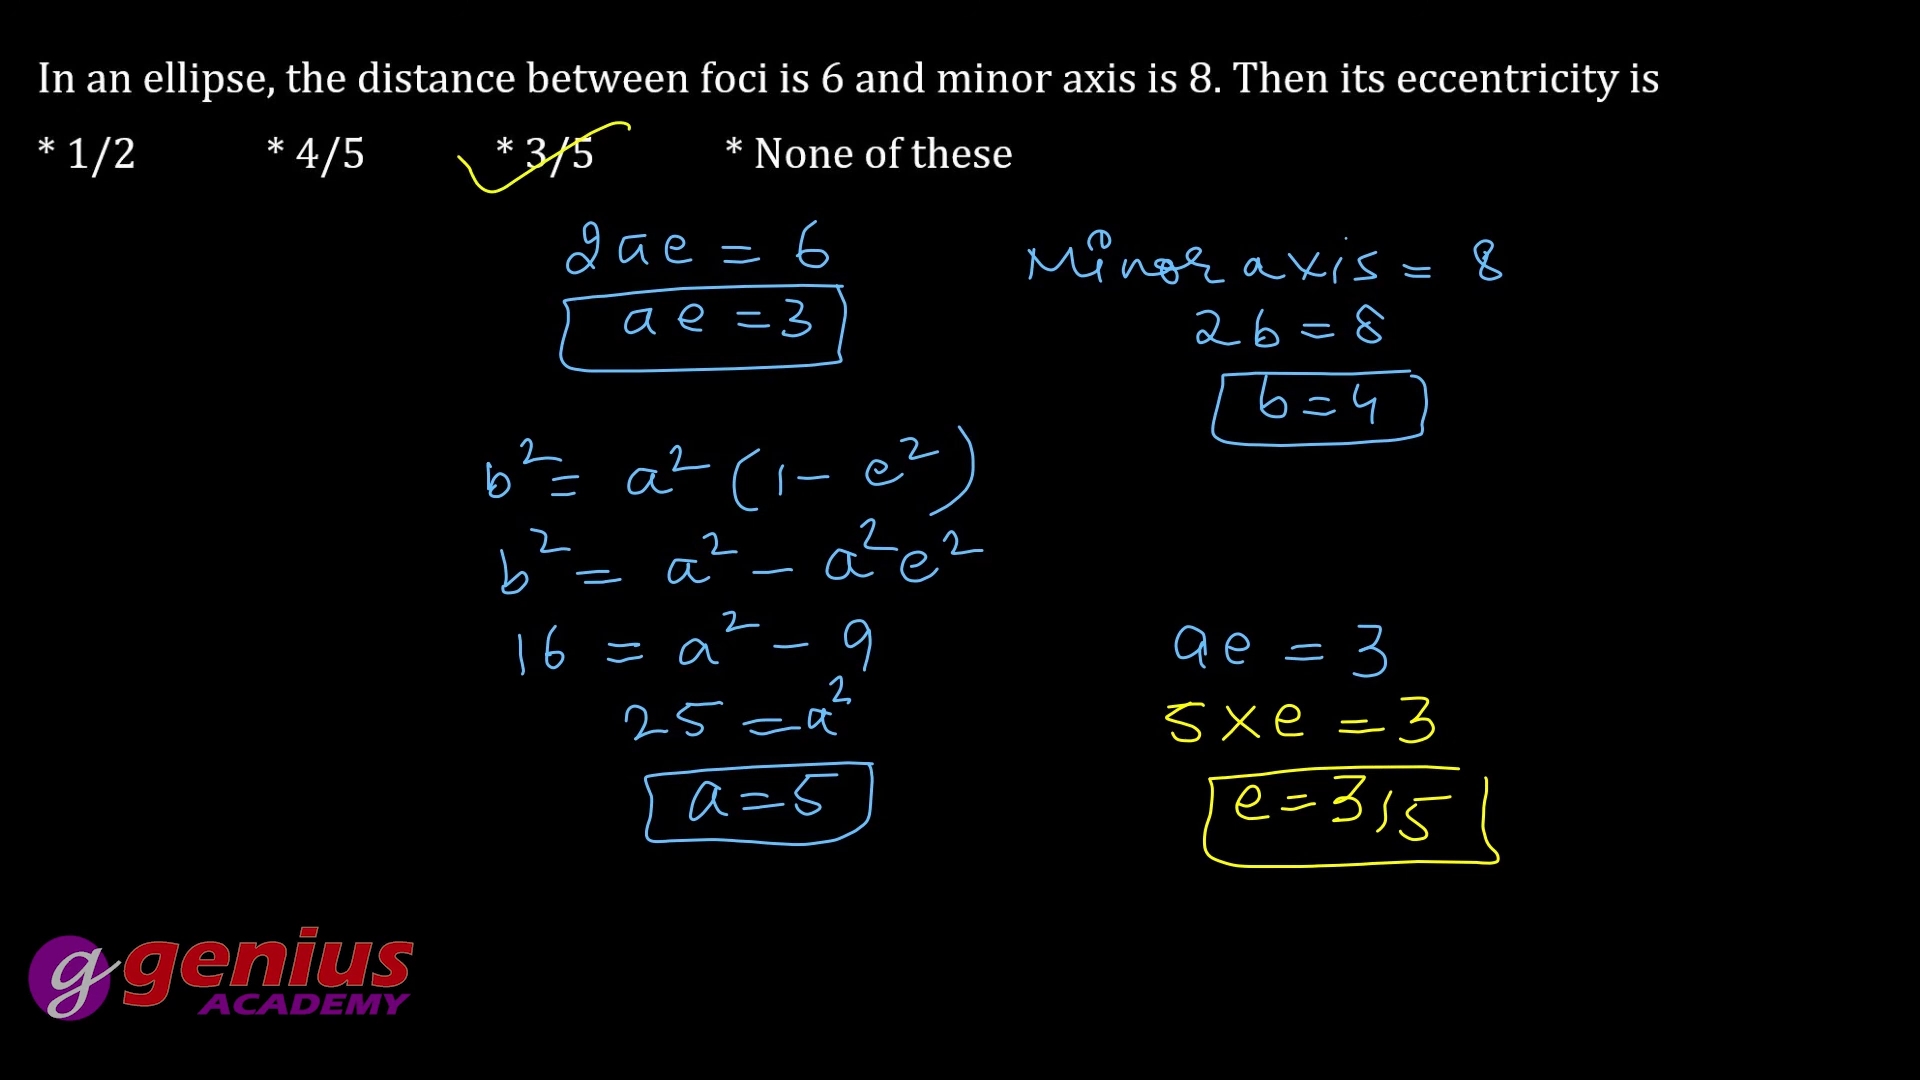 In an ellipse, the distance between foci is 6 and minor axis is 8. Then its eccentricity is
* 1/2 * 4/5 * 3/5 * None of these
2ae = 6
ae = 3
Minor axis = 8
2b = 8
b = 4
b² = a² (1 - e²)
b² = a² - a²e²
16 = a² - 9
25 = a²
a = 5
ae = 3
5 × e = 3
e = 3/5
g genius
ACADEMY